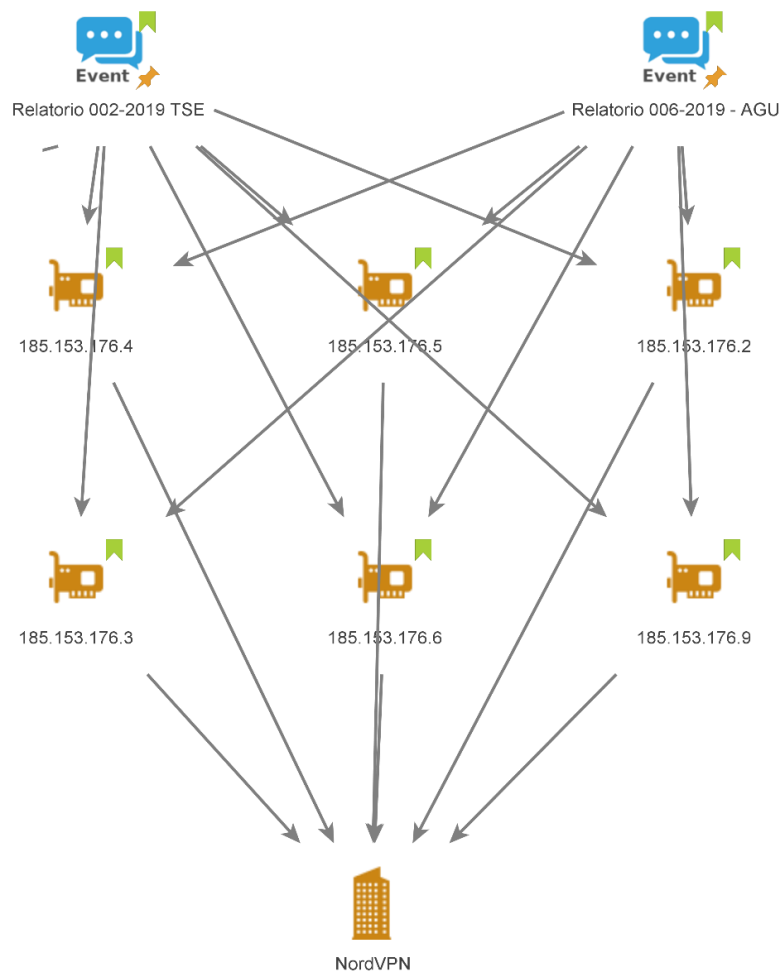 Event
Event
Relatorio 002-2019 TSE
Relatorio 006-2019 - AGU
185.153.176.4
185.153.176.5
185.153.176.2
185.153.176.3
185.153.176.6
185.153.176.9
NordVPN